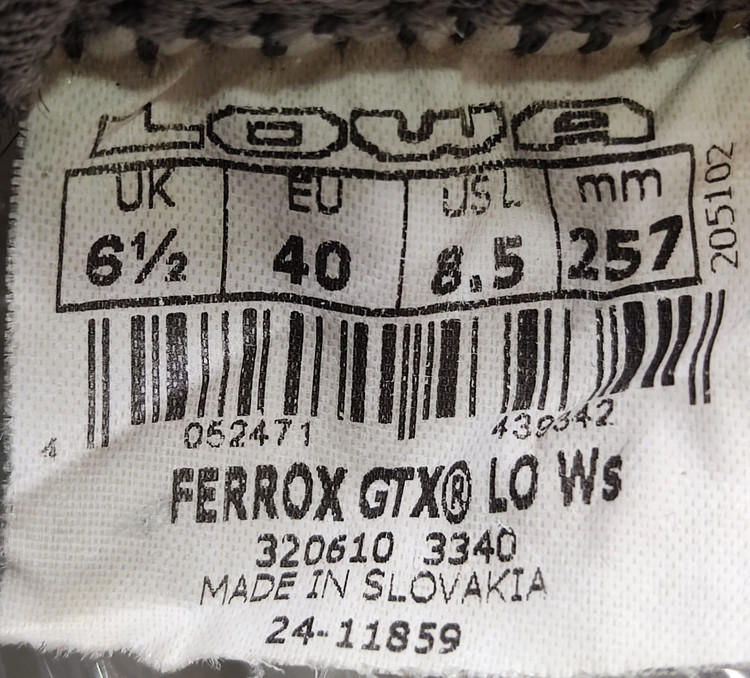 LOWA
UK EU USL mm
6½ 40 8.5 257
205102
4 052471 439342
FERROX GTX® LO Ws
320610 3340
MADE IN SLOVAKIA
24-11859